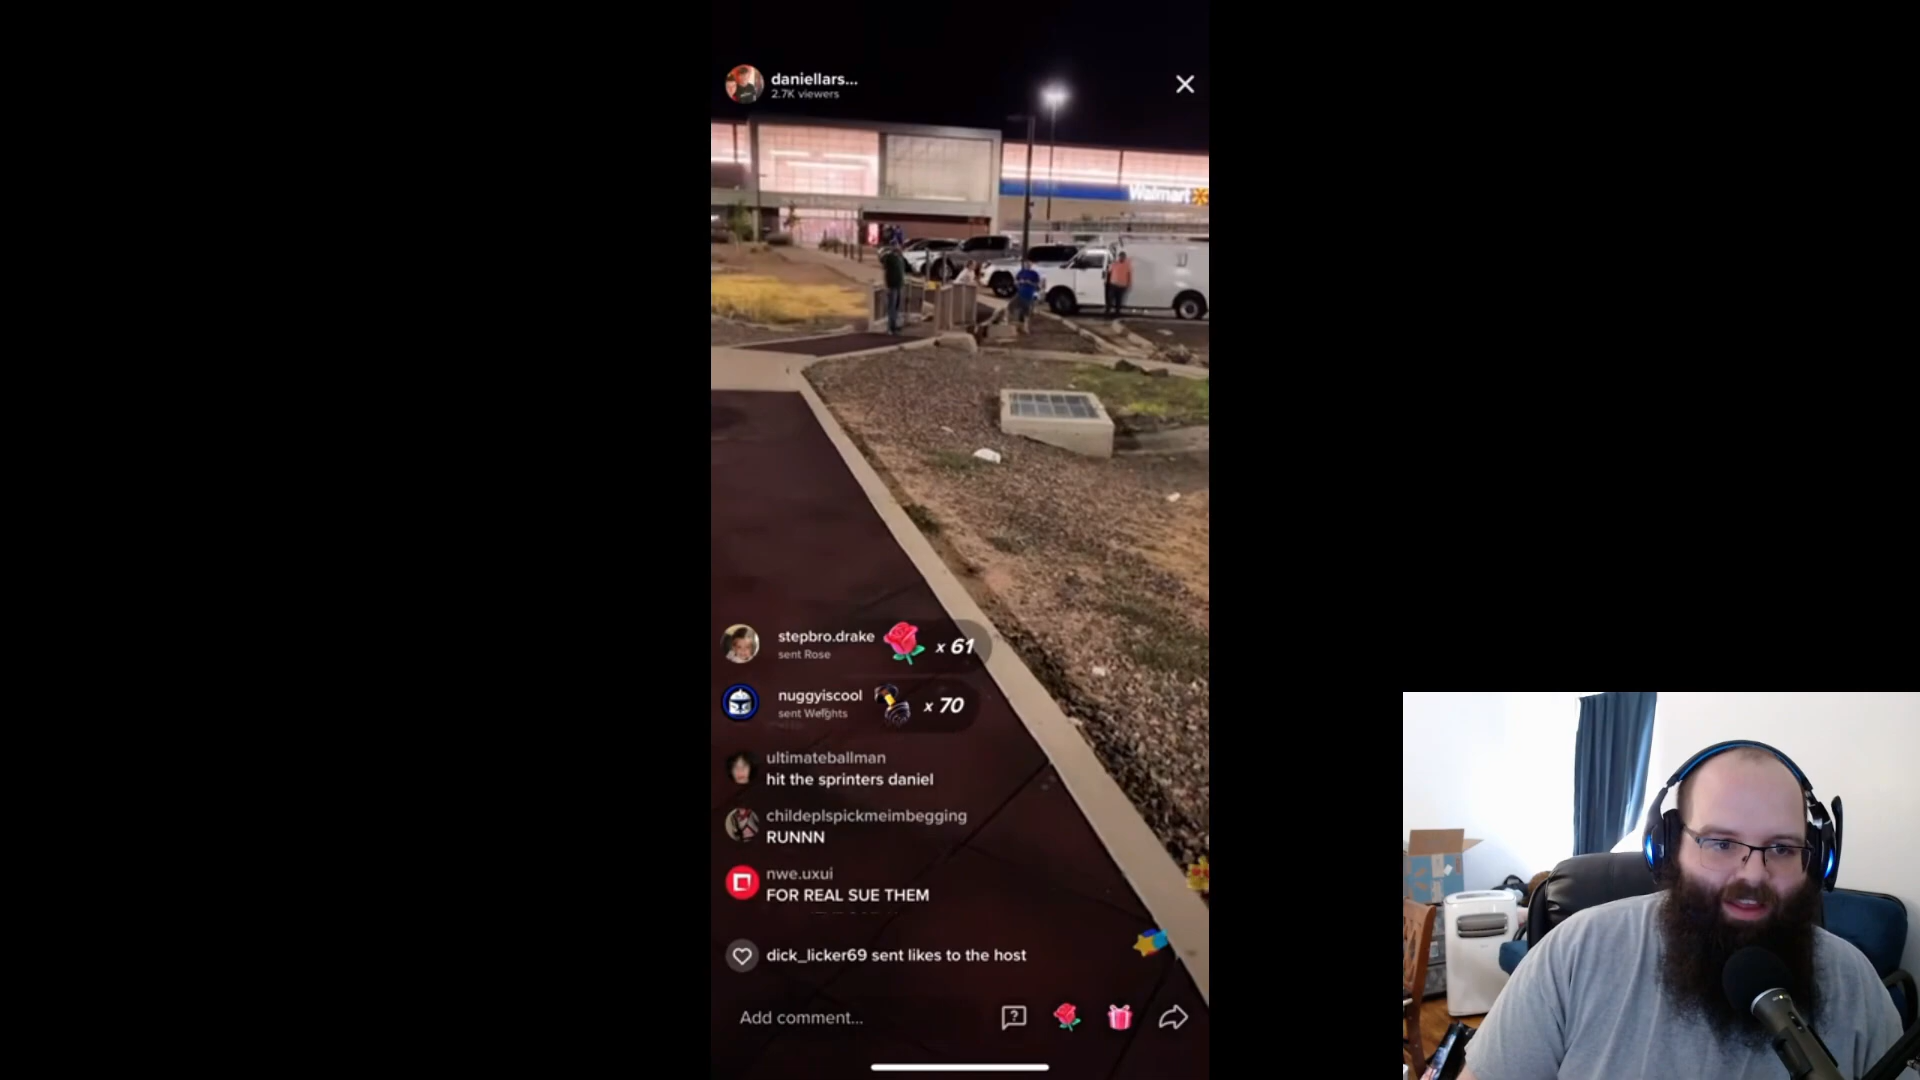 daniellars...
2.7K viewers
Walmart
stepbro.drake
sent Rose
x 61
nuggyiscool
sent Weights
x 70
ultimateballman
hit the sprinters daniel
childeplspickmeimbegging
RUNNN
nwe.uxui
FOR REAL SUE THEM
dick_licker69 sent likes to the host
Add comment...